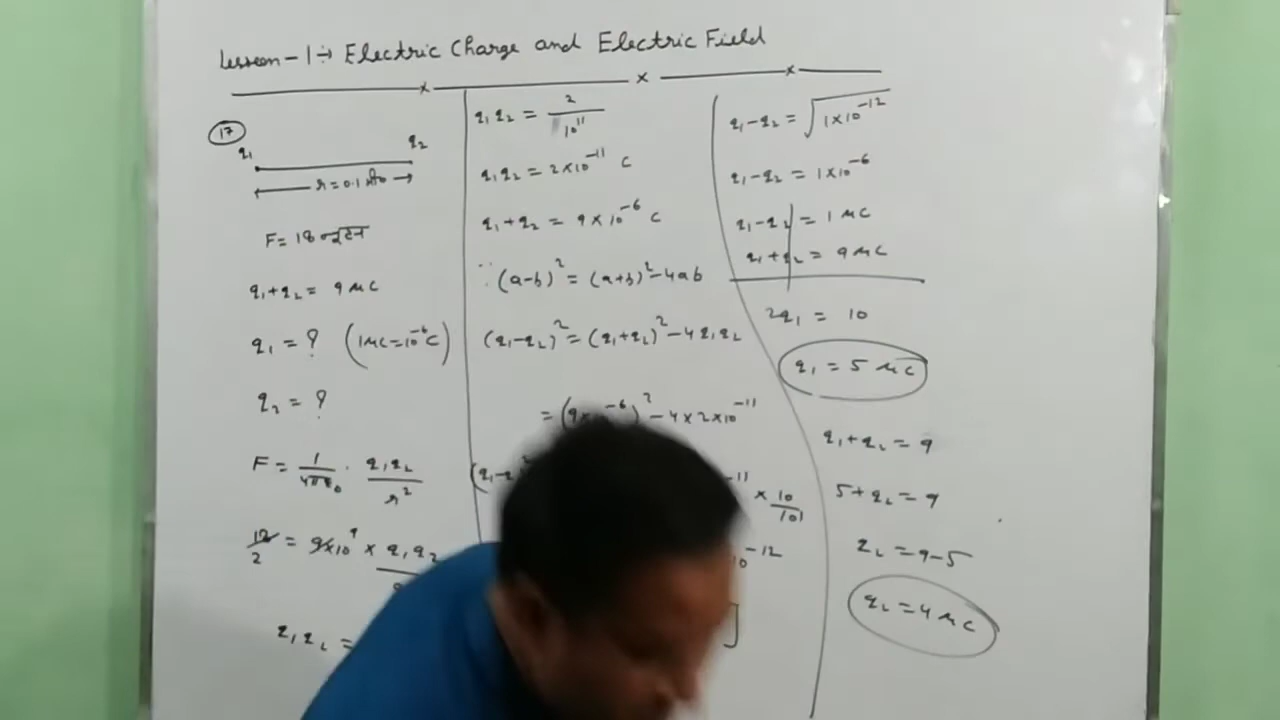 Lesson-1 ÷ Electric Charge and Electric Field
17
q₁ q₂
r = 0.1 मी०
F = 18 न्यूटन
q₁+q₂ = 9 μC
q₁ = ? (1μC=10⁻⁶C)
q₂ = ?
F = 1/4πε₀ · q₁q₂/r²
= 9×10⁹ × q₁q₂
q₁q₂ =
q₁q₂ = 2/10¹¹
q₁q₂ = 2×10⁻¹¹ C
q₁+q₂ = 9×10⁻⁶ C
∵ (a-b)² = (a+b)²-4ab
(q₁-q₂)² = (q₁+q₂)²-4q₁q₂
= (9×10⁻⁶)² - 4×2×10⁻¹¹
(q₁-q₂)² ⁻¹¹ × 10/10
10⁻¹²
]
q₁-q₂ = √1×10⁻¹²
q₁-q₂ = 1×10⁻⁶
q₁-q₂ = 1 μC
q₁+q₂ = 9 μC
2q₁ = 10
q₁ = 5 μC
q₁+q₂ = 9
5+q₂ = 9
q₂ = 9-5
q₂ = 4 μC